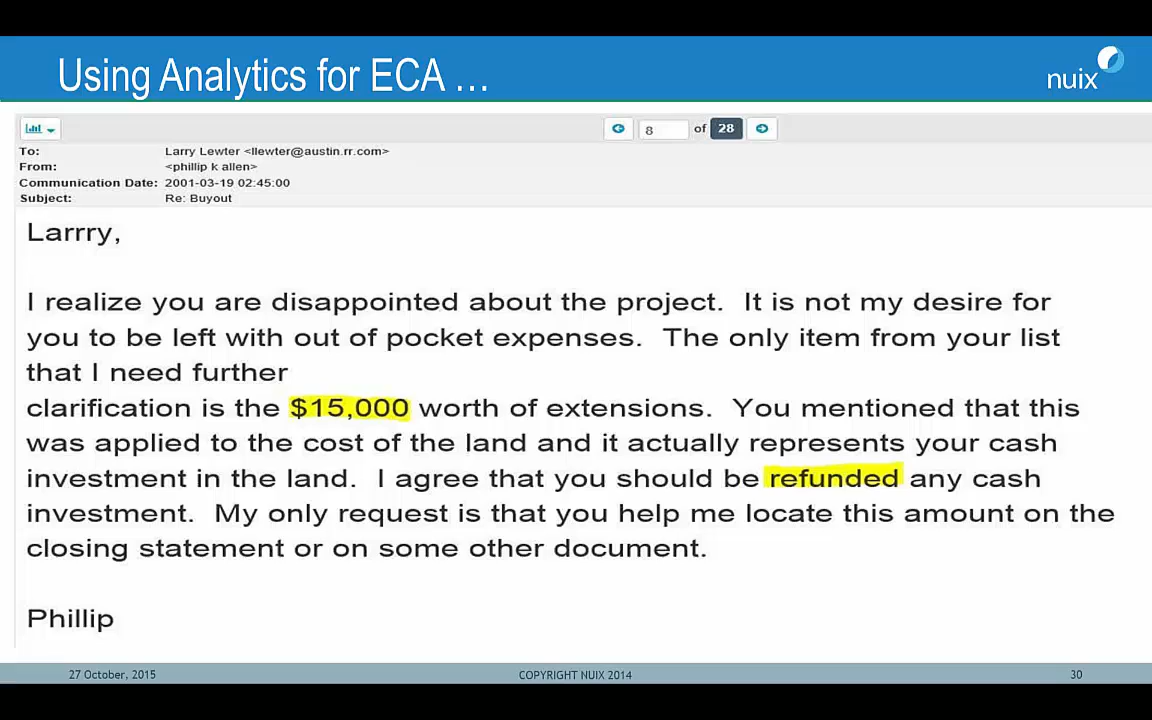 Using Analytics for ECA ...
nuix
8 of 28
To: Larry Lewter <llewter@austin.rr.com>
From: <phillip k allen>
Communication Date: 2001-03-19 02:45:00
Subject: Re: Buyout
Larrry,
I realize you are disappointed about the project. It is not my desire for
you to be left with out of pocket expenses. The only item from your list
that I need further
clarification is the $15,000 worth of extensions. You mentioned that this
was applied to the cost of the land and it actually represents your cash
investment in the land. I agree that you should be refunded any cash
investment. My only request is that you help me locate this amount on the
closing statement or on some other document.
Phillip
27 October, 2015 COPYRIGHT NUIX 2014 30